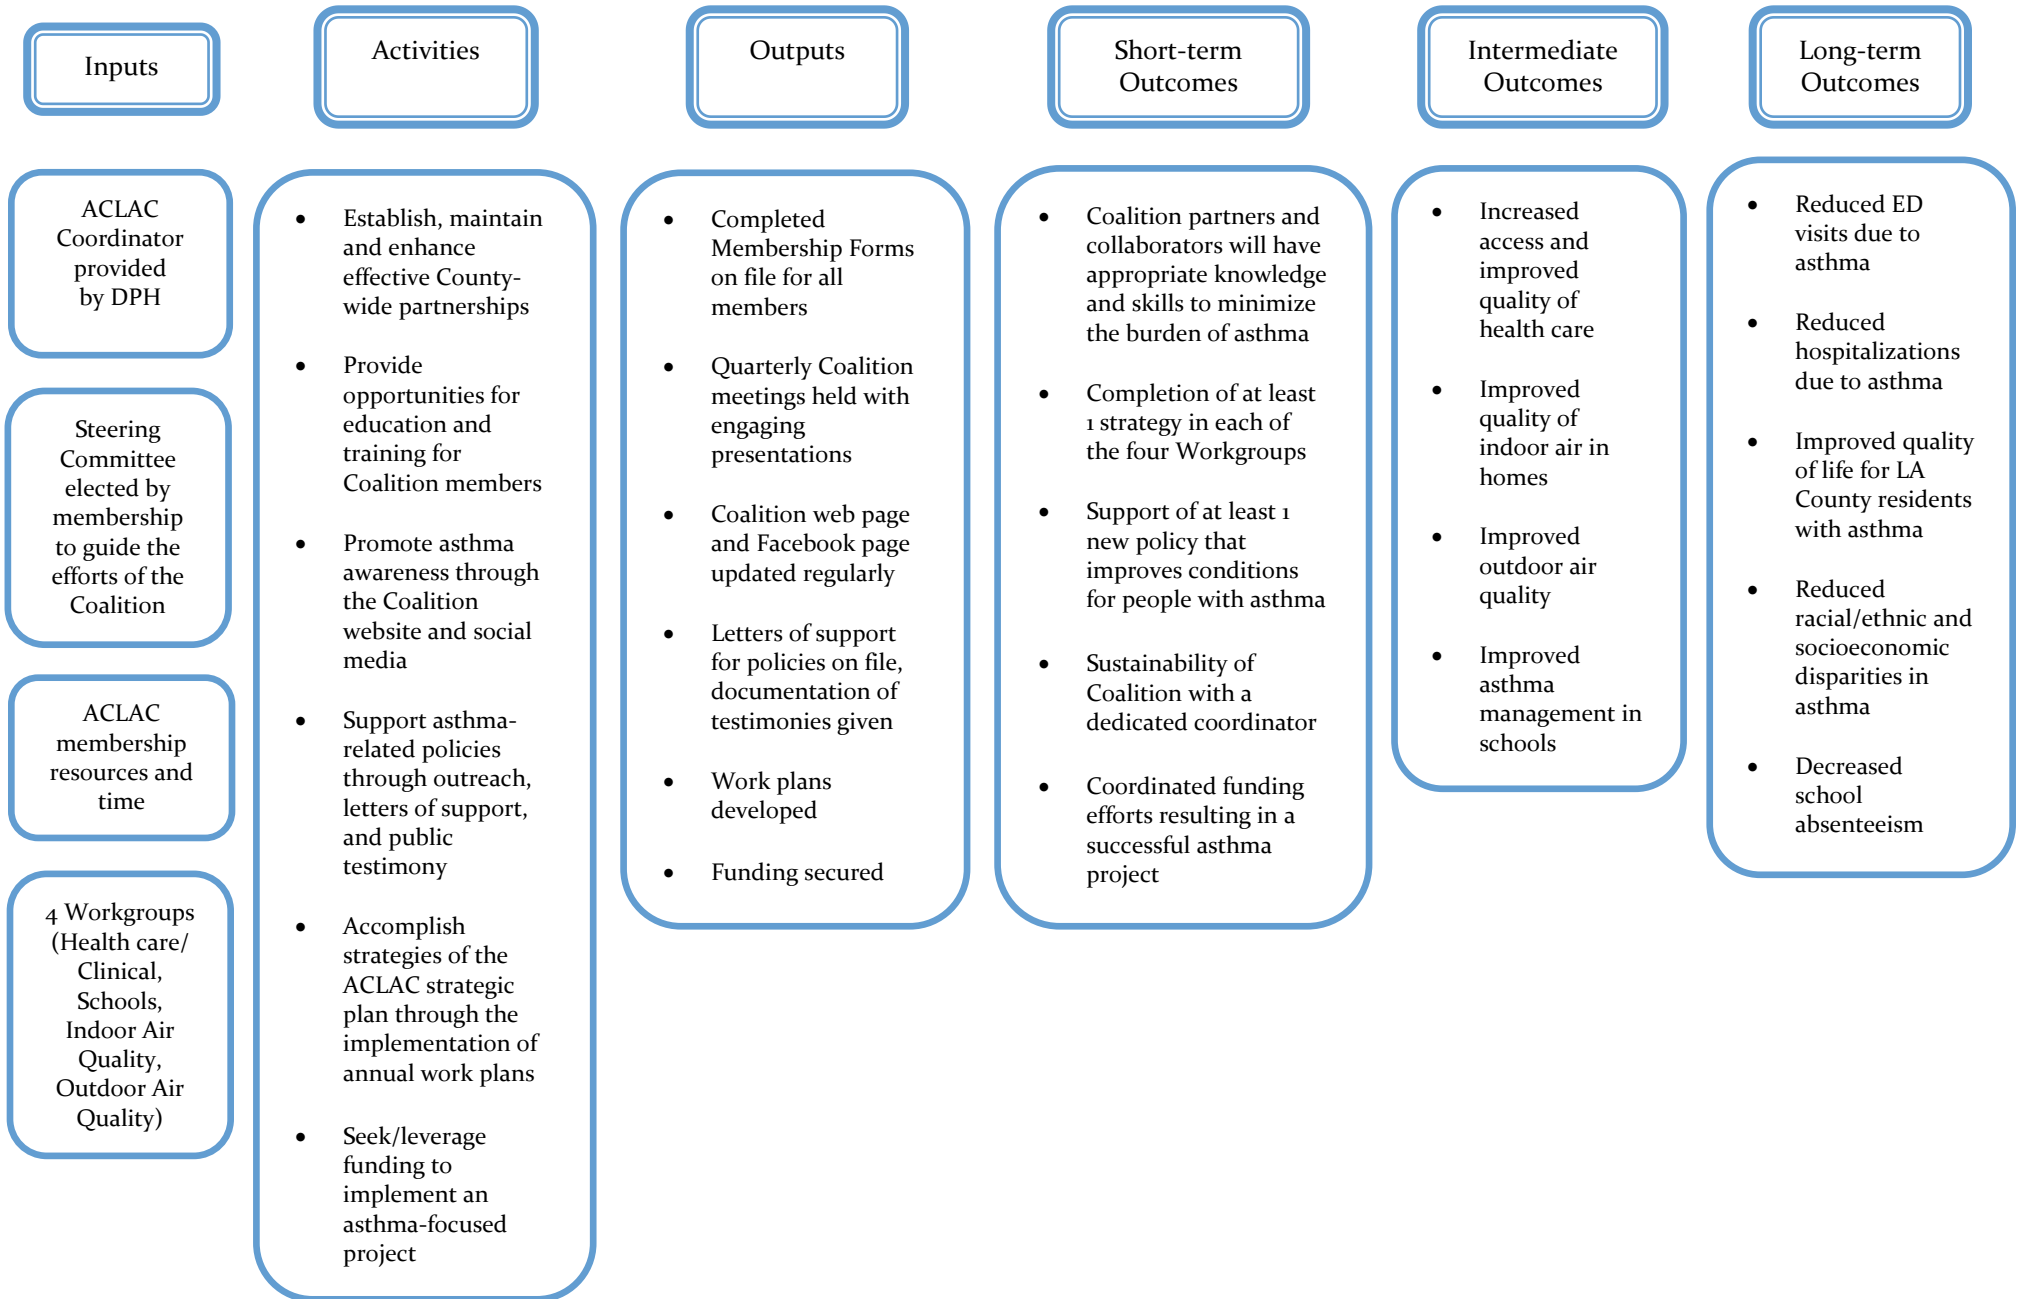 Inputs
Activities
Outputs
Short-term
Outcomes
Intermediate
Outcomes
Long-term
Outcomes
ACLAC
Coordinator
provided
by DPH
Steering
Committee
elected by
membership
to guide the
efforts of the
Coalition
ACLAC
membership
resources and
time
4 Workgroups
(Health care/
Clinical,
Schools,
Indoor Air
Quality,
Outdoor Air
Quality)
• Establish, maintain
and enhance
effective County-
wide partnerships
• Provide
opportunities for
education and
training for
Coalition members
• Promote asthma
awareness through
the Coalition
website and social
media
• Support asthma-
related policies
through outreach,
letters of support,
and public
testimony
• Accomplish
strategies of the
ACLAC strategic
plan through the
implementation of
annual work plans
• Seek/leverage
funding to
implement an
asthma-focused
project
• Completed
Membership Forms
on file for all
members
• Quarterly Coalition
meetings held with
engaging
presentations
• Coalition web page
and Facebook page
updated regularly
• Letters of support
for policies on file,
documentation of
testimonies given
• Work plans
developed
• Funding secured
• Coalition partners and
collaborators will have
appropriate knowledge
and skills to minimize
the burden of asthma
• Completion of at least
1 strategy in each of
the four Workgroups
• Support of at least 1
new policy that
improves conditions
for people with asthma
• Sustainability of
Coalition with a
dedicated coordinator
• Coordinated funding
efforts resulting in a
successful asthma
project
• Increased
access and
improved
quality of
health care
• Improved
quality of
indoor air in
homes
• Improved
outdoor air
quality
• Improved
asthma
management in
schools
• Reduced ED
visits due to
asthma
• Reduced
hospitalizations
due to asthma
• Improved quality
of life for LA
County residents
with asthma
• Reduced
racial/ethnic and
socioeconomic
disparities in
asthma
• Decreased
school
absenteeism